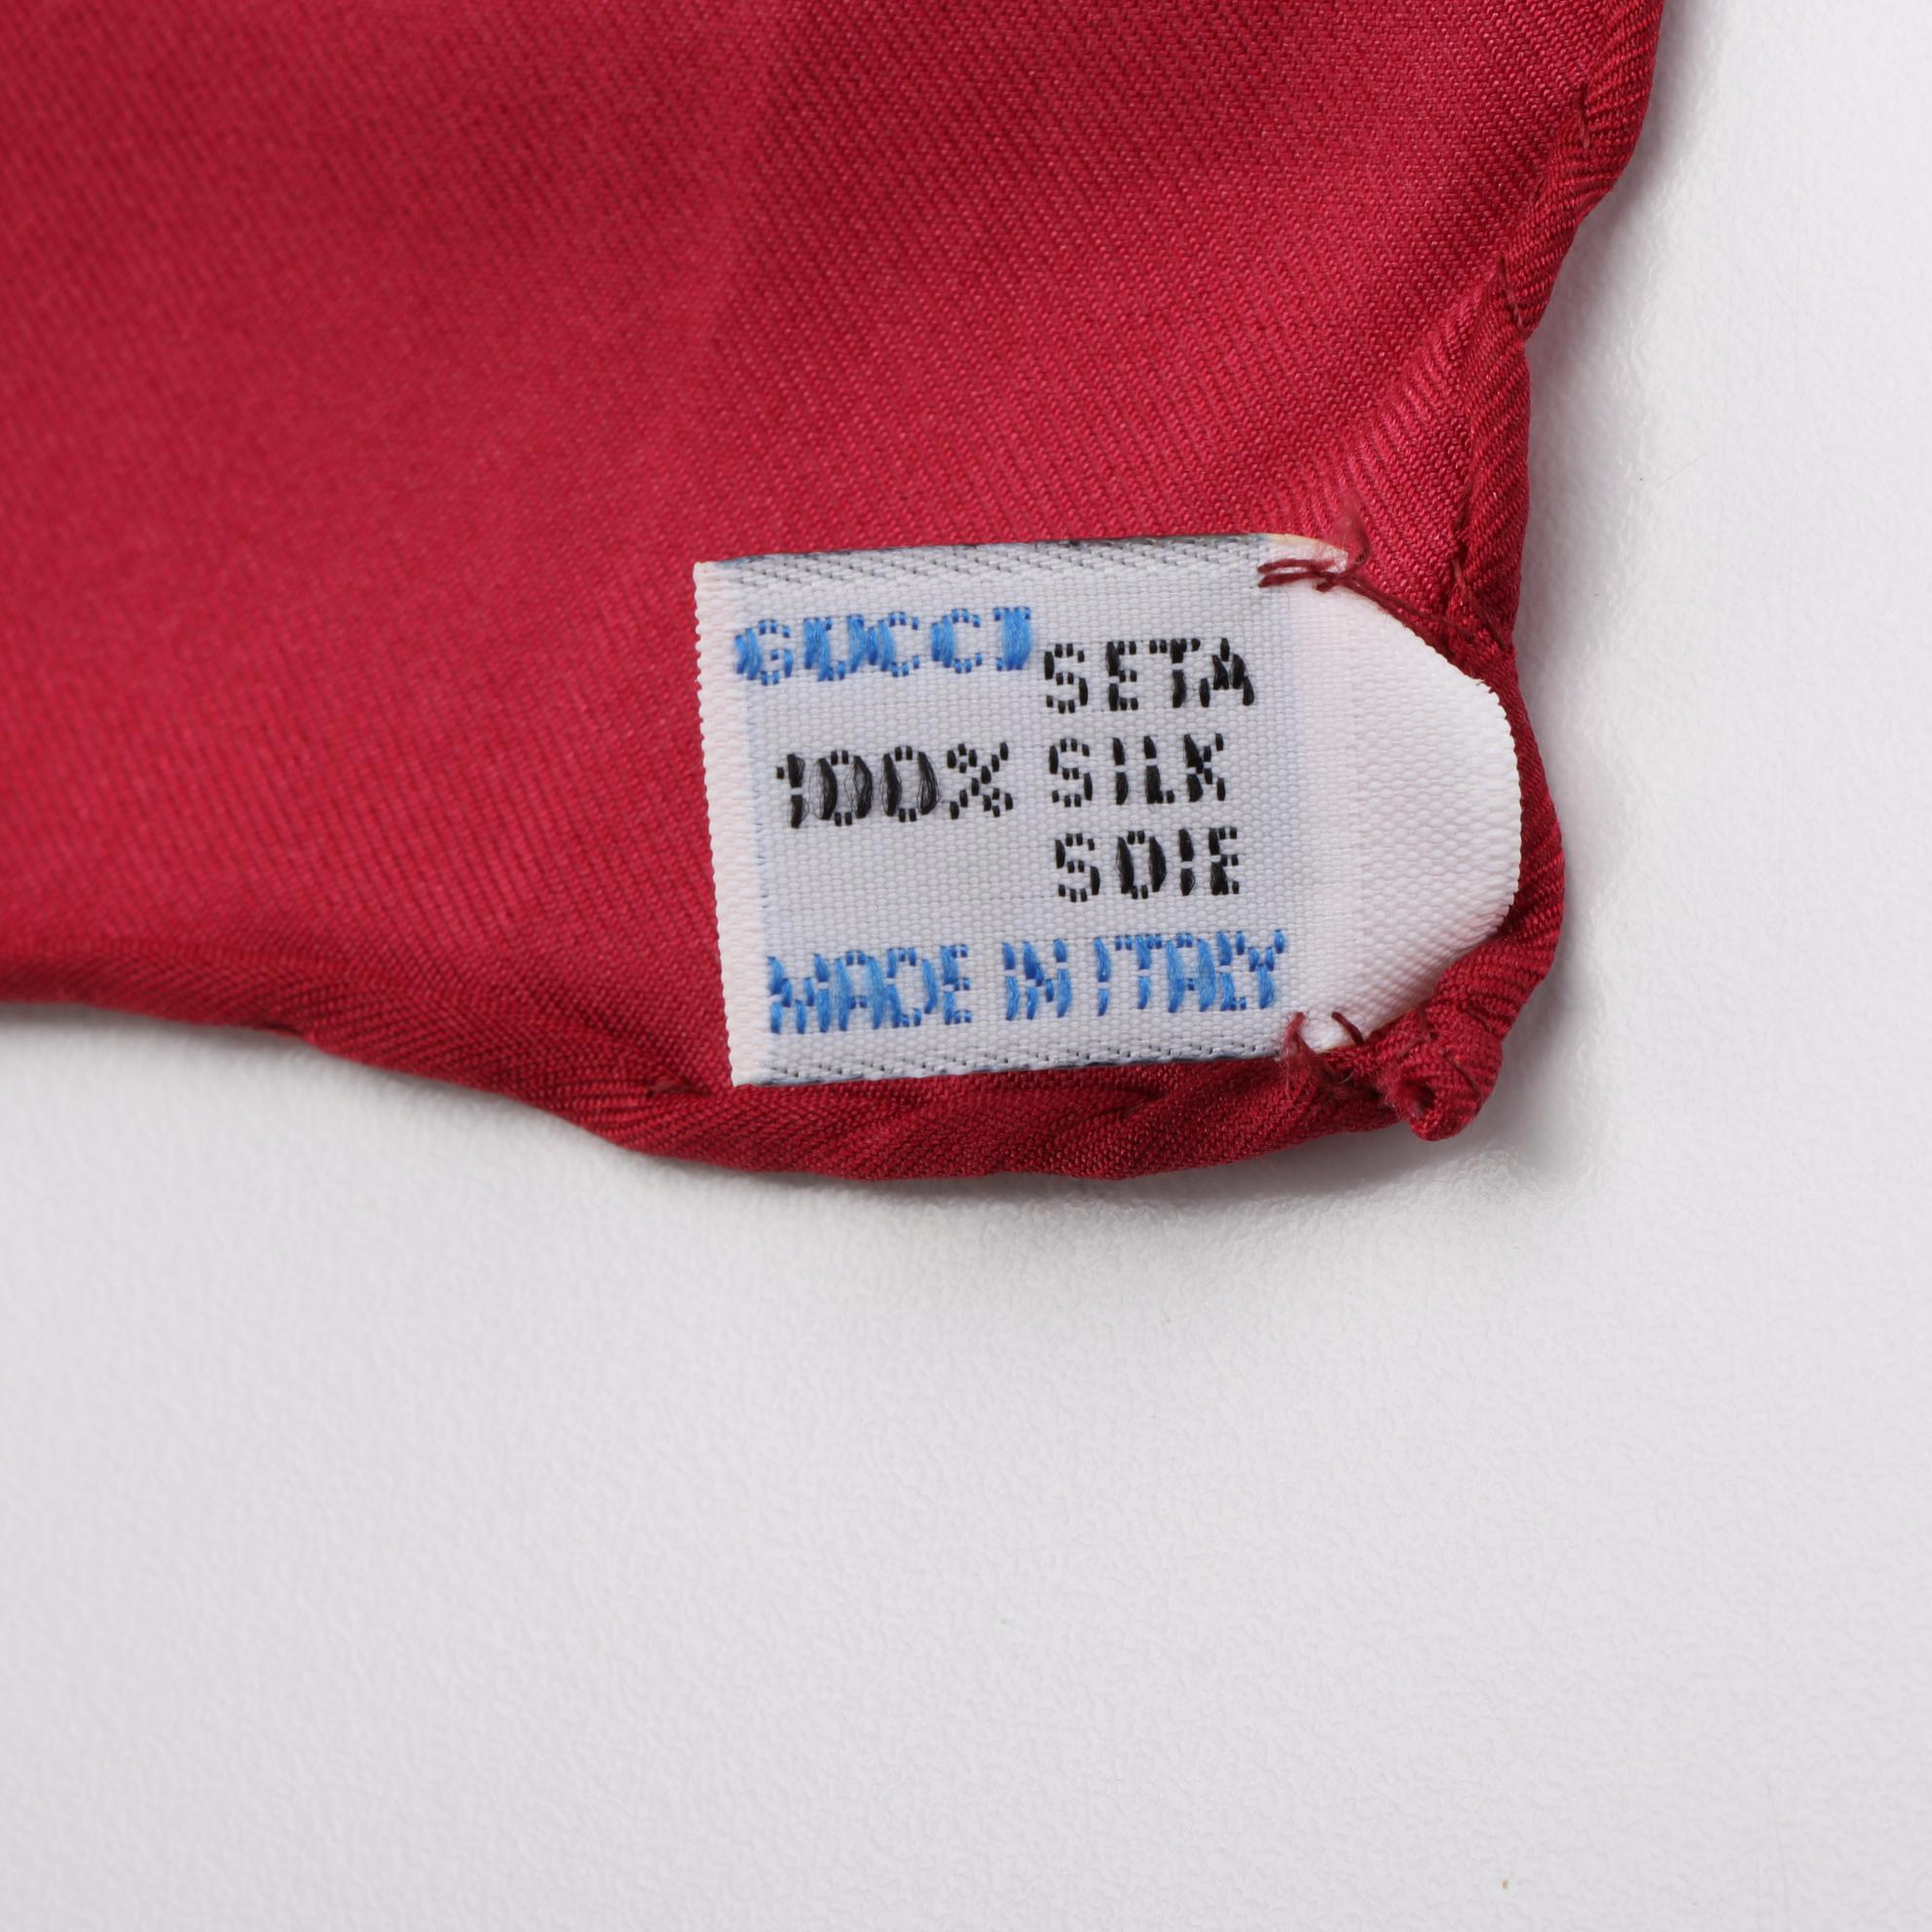 GUCCI
SETA
100% SILK
SOIE
MADE IN ITALY